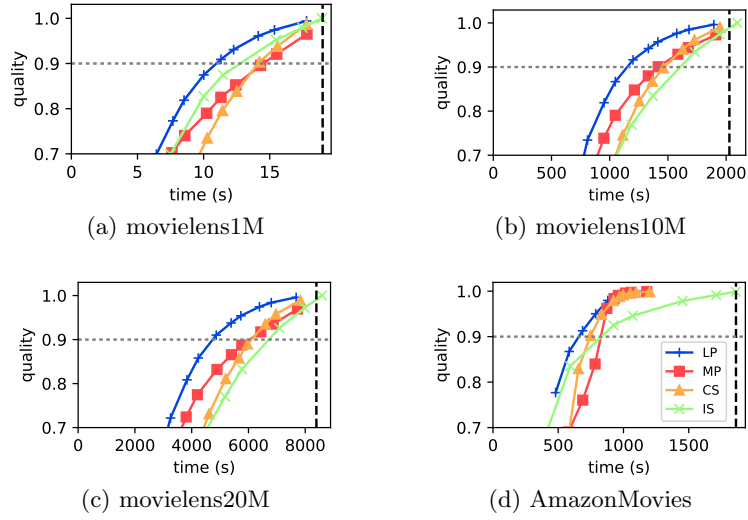 1.0
0.9
0.8
0.7
quality
0 5 10 15
time (s)
(a) movielens1M
1.0
0.9
0.8
0.7
quality
0 500 1000 1500 2000
time (s)
(b) movielens10M
1.0
0.9
0.8
0.7
quality
0 2000 4000 6000 8000
time (s)
(c) movielens20M
1.0
0.9
0.8
0.7
quality
LP
MP
CS
IS
0 500 1000 1500
time (s)
(d) AmazonMovies